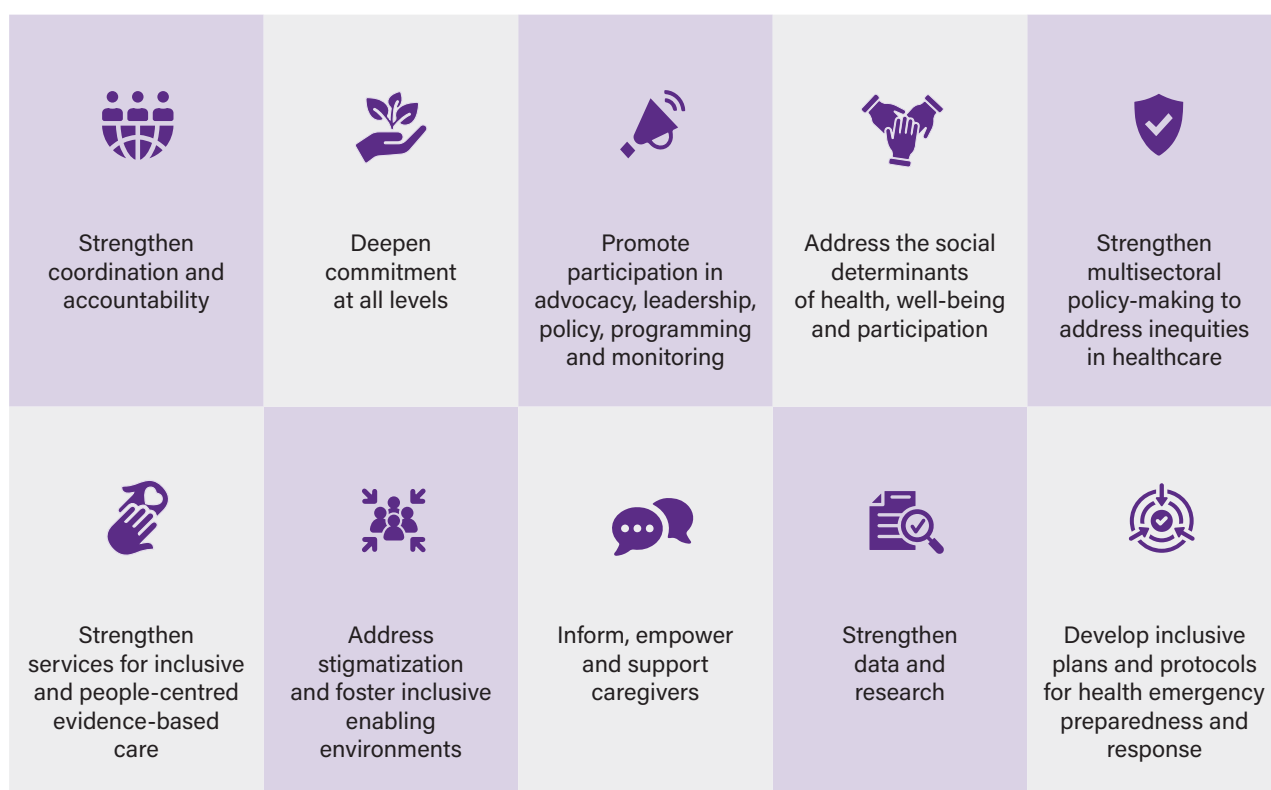 Strengthen
coordination and
accountability
Deepen
commitment
at all levels
Promote
participation in
advocacy, leadership,
policy, programming
and monitoring
Address the social
determinants
of health, well-being
and participation
Strengthen
multisectoral
policy-making to
address inequities
in healthcare
Strengthen
services for inclusive
and people-centred
evidence-based
care
Address
stigmatization
and foster inclusive
enabling
environments
Inform, empower
and support
caregivers
Strengthen
data and
research
Develop inclusive
plans and protocols
for health emergency
preparedness and
response